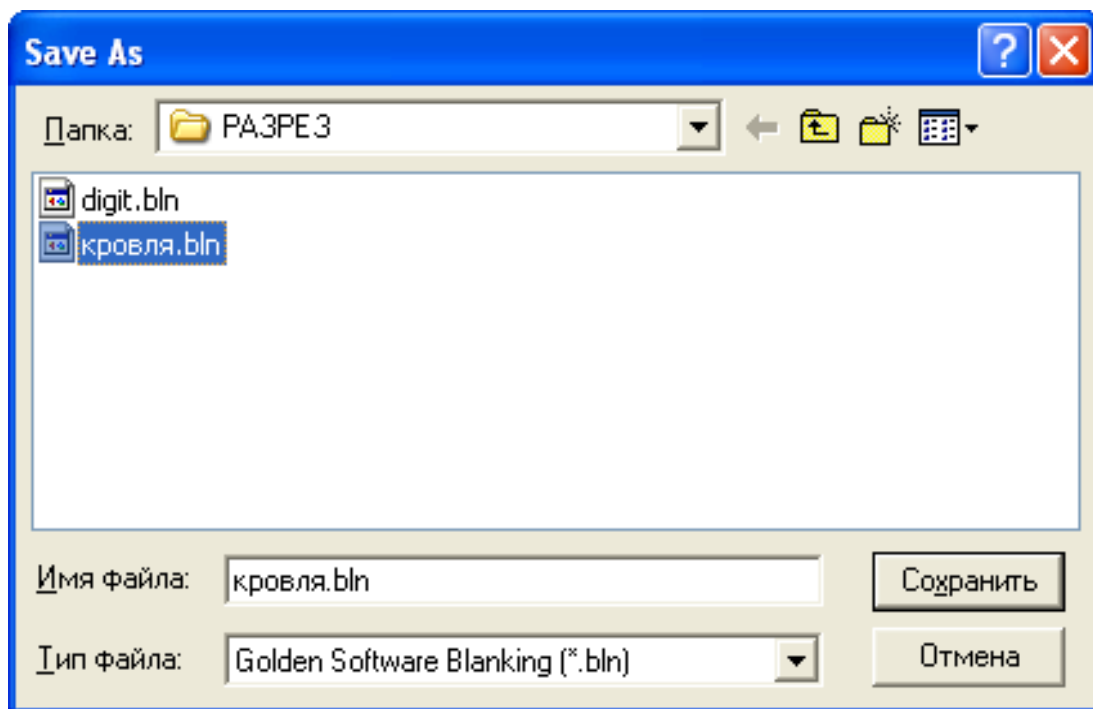 Save As
Папка: РАЗРЕЗ
digit.bln
кровля.bln
Имя файла: кровля.bln Сохранить
Тип файла: Golden Software Blanking (*.bln) Отмена